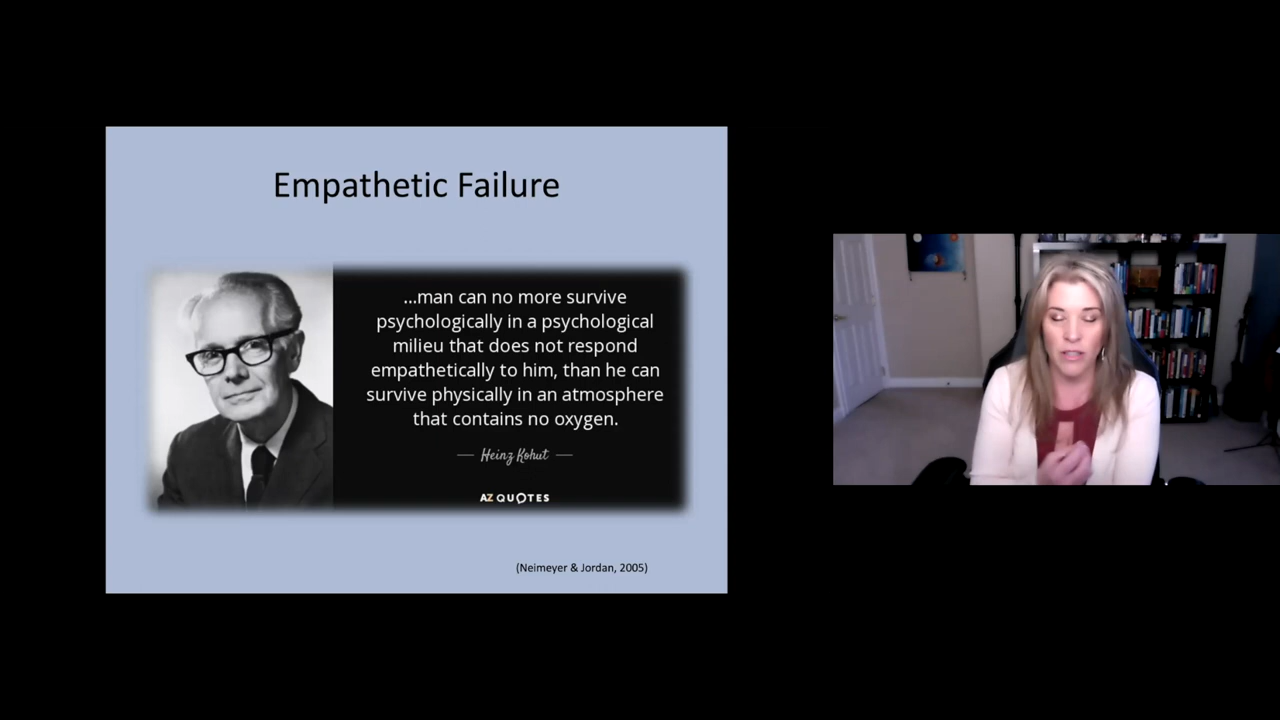 Empathetic Failure
...man can no more survive
psychologically in a psychological
milieu that does not respond
empathetically to him, than he can
survive physically in an atmosphere
that contains no oxygen.
Heinz Kohut
AZ QUOTES
(Neimeyer & Jordan, 2005)